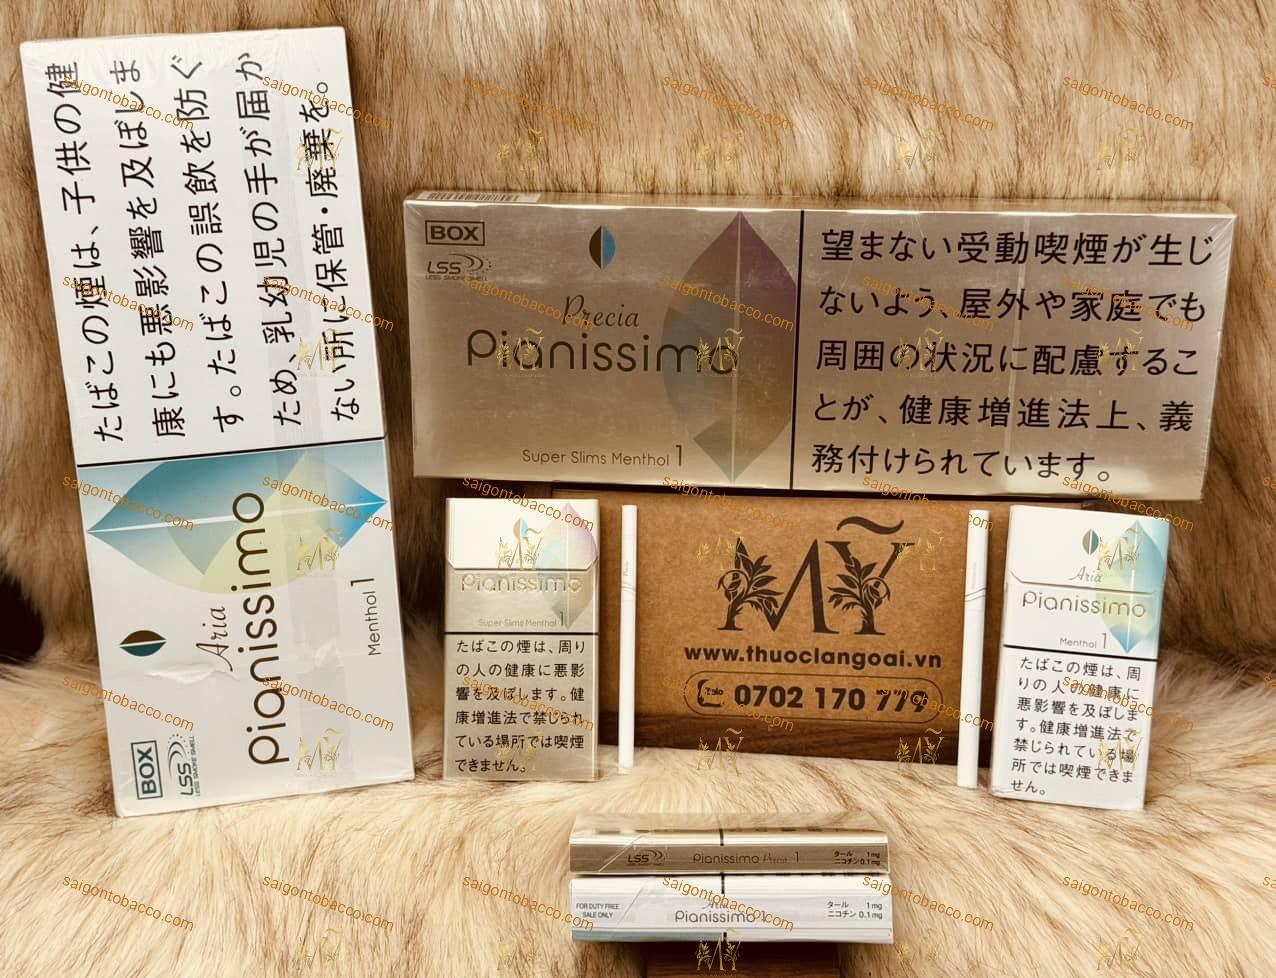 たばこの煙は、子供の健
康にも悪影響を及ぼしま
す。たばこの誤飲を防ぐ
ため、乳幼児の手が届か
ない所に保管・廃棄を。
Aria
pianissimo
Menthol 1
BOX
LSS
LESS SMOKE SMELL
BOX
LSS
LESS SMOKE SMELL
Precia
pianissimo
Super Slims Menthol 1
望まない受動喫煙が生じ
ないよう、屋外や家庭でも
周囲の状況に配慮するこ
とが、健康増進法上、義
務付けられています。
pianissimo
Super Slims Menthol 1
たばこの煙は、周り
の人の健康に悪影
響を及ぼします。健
康増進法で禁じられ
ている場所では喫煙
できません。
MỸ
www.thuoclangoai.vn
Zalo 0702 170 779
Aria
pianissimo
Menthol 1
たばこの煙は、周
りの人の健康に
悪影響を及ぼしま
す。健康増進法で
禁じられている場
所では喫煙できま
せん。
LSS
pianissimo Precia 1
タール 1mg
ニコチン 0.1mg
FOR DUTY FREE
SALE ONLY
Aria
pianissimo 1
タール 1mg
ニコチン 0.1mg
saigontobacco.com